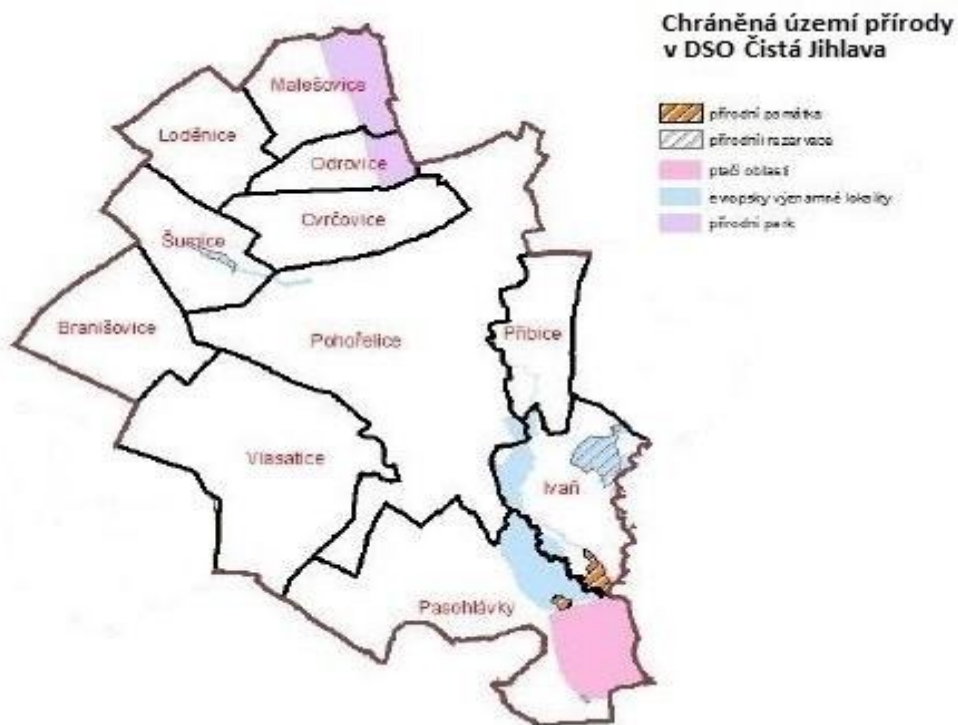 Chráněná území přírody
v DSO Čistá Jihlava
přírodní památka
přírodní rezervace
ptačí oblastí
evropsky významné lokality
přírodní park
Malešovice
Loděnice
Odrovice
Cvrčovice
Šumice
Branišovice
Pohořelice
Přibice
Vlasatice
Ivaň
Pasohlávky